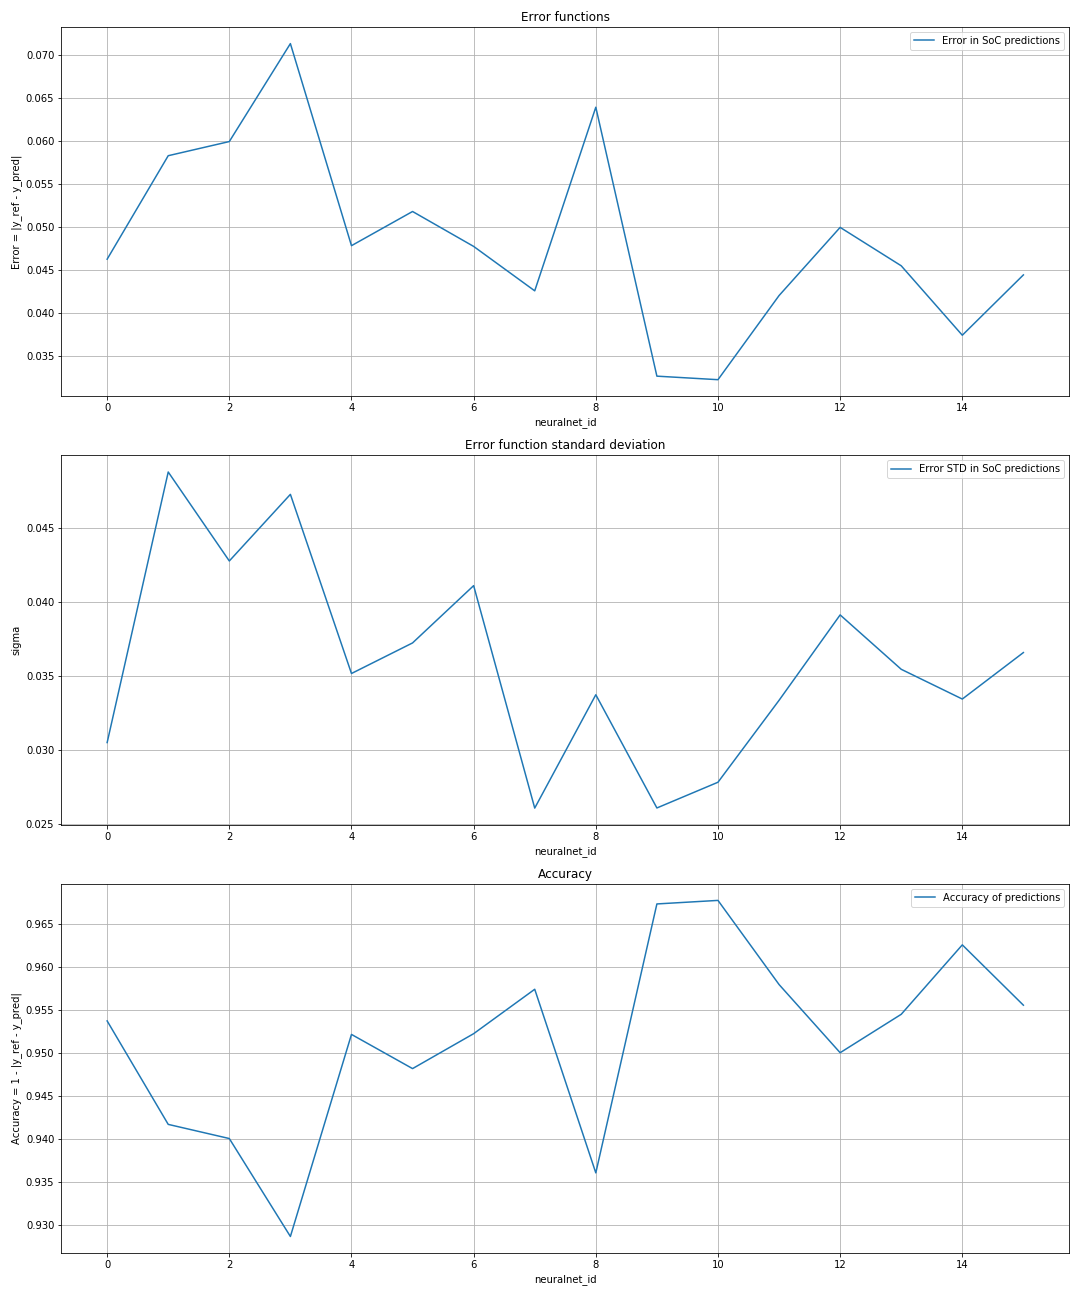 Error functions
Error in SoC predictions
Error = |y_ref - y_pred|
0.070
0.065
0.060
0.055
0.050
0.045
0.040
0.035
0 2 4 6 8 10 12 14
neuralnet_id
Error function standard deviation
Error STD in SoC predictions
sigma
0.045
0.040
0.035
0.030
0.025
0 2 4 6 8 10 12 14
neuralnet_id
Accuracy
Accuracy of predictions
Accuracy = 1 - |y_ref - y_pred|
0.965
0.960
0.955
0.950
0.945
0.940
0.935
0.930
0 2 4 6 8 10 12 14
neuralnet_id